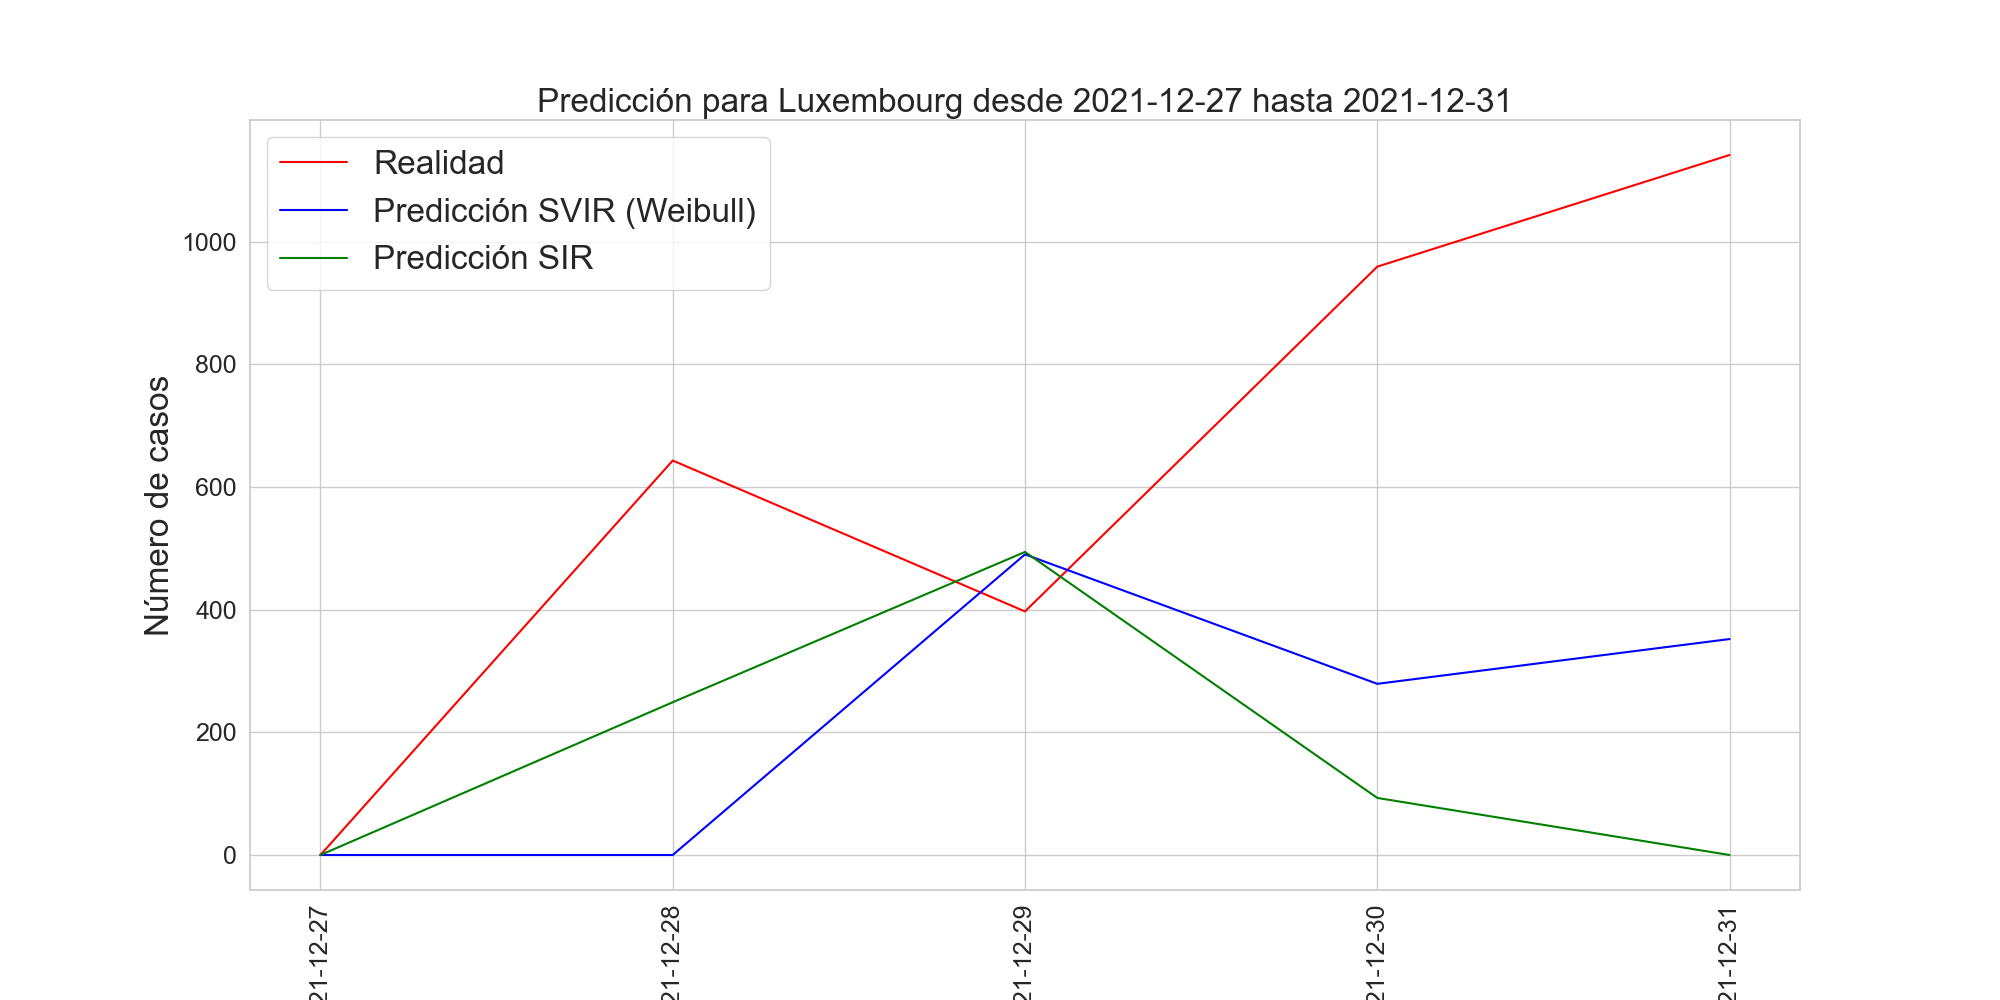 Predicción para Luxembourg desde 2021-12-27 hasta 2021-12-31
Realidad
Predicción SVIR (Weibull)
Predicción SIR
Número de casos
1000
800
600
400
200
0
21-12-27
21-12-28
21-12-29
21-12-30
21-12-31